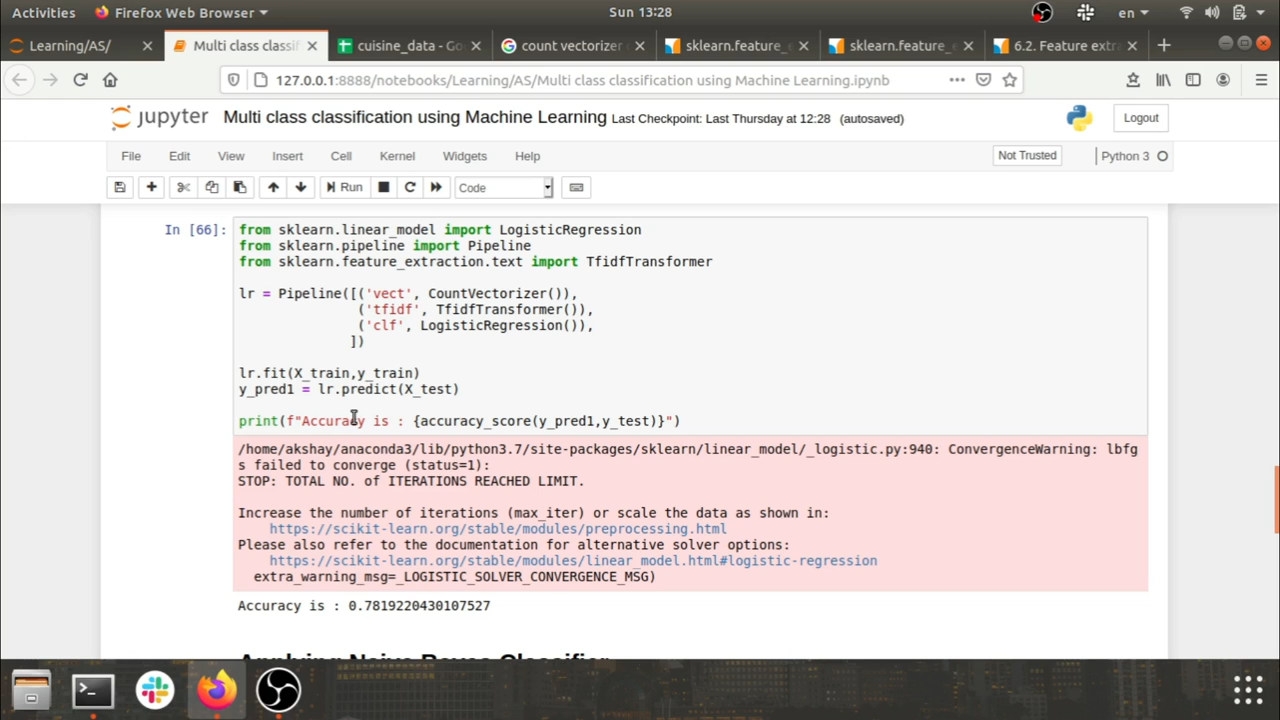 Activities Firefox Web Browser Sun 13:28 en
Learning/AS/ Multi class classifi cuisine_data - Go count vectorizer sklearn.feature_ sklearn.feature_ 6.2. Feature extra
127.0.0.1:8888/notebooks/Learning/AS/Multi class classification using Machine Learning.ipynb
jupyter Multi class classification using Machine Learning Last Checkpoint: Last Thursday at 12:28 (autosaved) Logout
File Edit View Insert Cell Kernel Widgets Help Not Trusted Python 3
Run Code
In [66]: from sklearn.linear_model import LogisticRegression
from sklearn.pipeline import Pipeline
from sklearn.feature_extraction.text import TfidfTransformer
lr = Pipeline([('vect', CountVectorizer()),
('tfidf', TfidfTransformer()),
('clf', LogisticRegression()),
])
lr.fit(X_train,y_train)
y_pred1 = lr.predict(X_test)
print(f"Accuracy is : {accuracy_score(y_pred1,y_test)}")
/home/akshay/anaconda3/lib/python3.7/site-packages/sklearn/linear_model/_logistic.py:940: ConvergenceWarning: lbfg
s failed to converge (status=1):
STOP: TOTAL NO. of ITERATIONS REACHED LIMIT.
Increase the number of iterations (max_iter) or scale the data as shown in:
https://scikit-learn.org/stable/modules/preprocessing.html
Please also refer to the documentation for alternative solver options:
https://scikit-learn.org/stable/modules/linear_model.html#logistic-regression
extra_warning_msg=_LOGISTIC_SOLVER_CONVERGENCE_MSG)
Accuracy is : 0.7819220430107527
Applying Naive Bayes Classifier